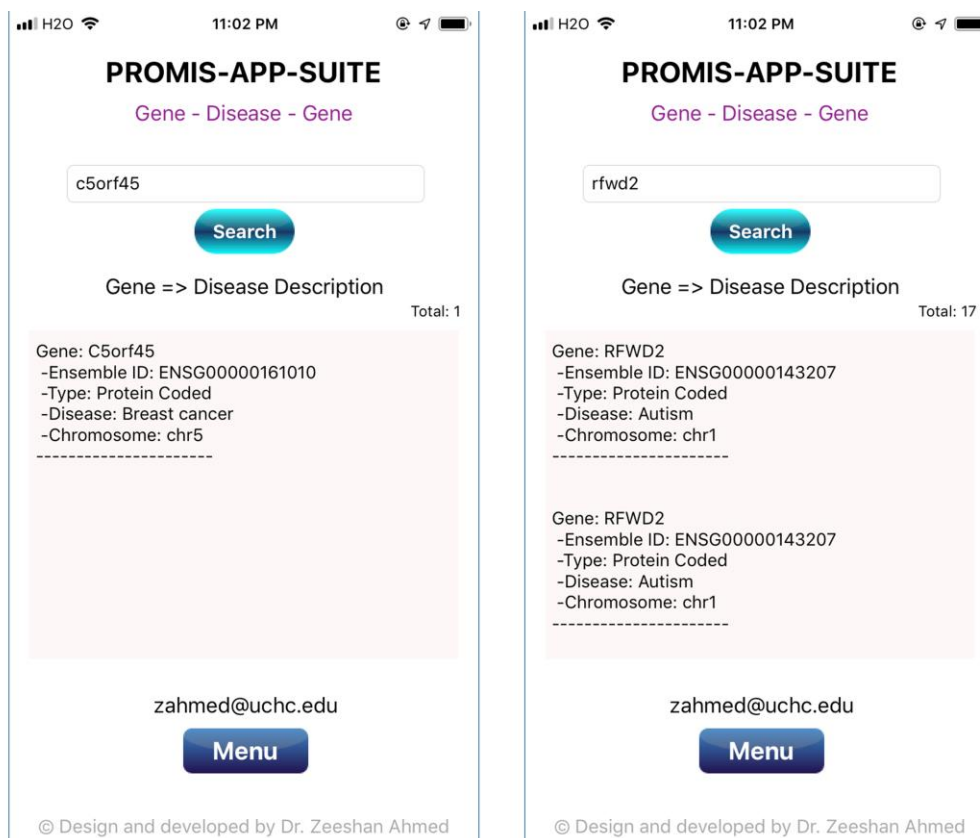 H2O 11:02 PM
PROMIS-APP-SUITE
Gene - Disease - Gene
c5orf45
Search
Gene => Disease Description
Total: 1
Gene: C5orf45
-Ensemble ID: ENSG00000161010
-Type: Protein Coded
-Disease: Breast cancer
-Chromosome: chr5
----------------------
zahmed@uchc.edu
Menu
© Design and developed by Dr. Zeeshan Ahmed
H2O 11:02 PM
PROMIS-APP-SUITE
Gene - Disease - Gene
rfwd2
Search
Gene => Disease Description
Total: 17
Gene: RFWD2
-Ensemble ID: ENSG00000143207
-Type: Protein Coded
-Disease: Autism
-Chromosome: chr1
----------------------
Gene: RFWD2
-Ensemble ID: ENSG00000143207
-Type: Protein Coded
-Disease: Autism
-Chromosome: chr1
----------------------
zahmed@uchc.edu
Menu
© Design and developed by Dr. Zeeshan Ahmed